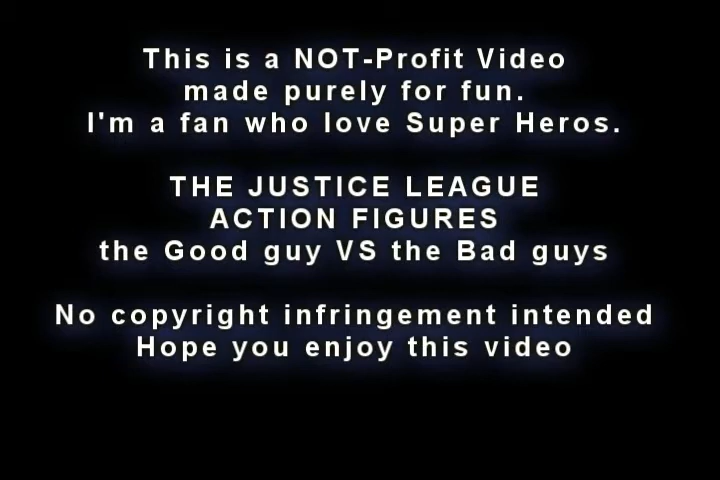 This is a NOT-Profit Video
made purely for fun.
I'm a fan who love Super Heros.
THE JUSTICE LEAGUE
ACTION FIGURES
the Good guy VS the Bad guys
No copyright infringement intended
Hope you enjoy this video